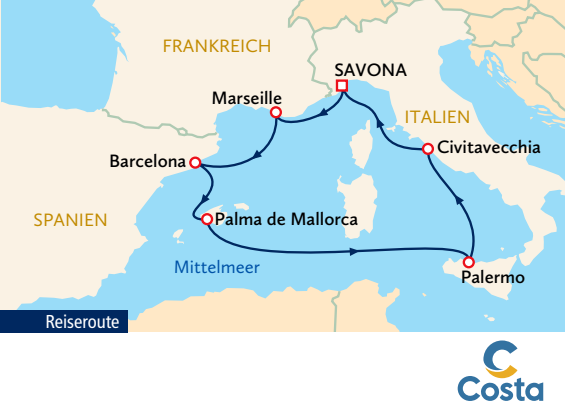 FRANKREICH
SAVONA
Marseille
ITALIEN
Civitavecchia
Barcelona
SPANIEN
Palma de Mallorca
Mittelmeer
Palermo
Reiseroute
Costa